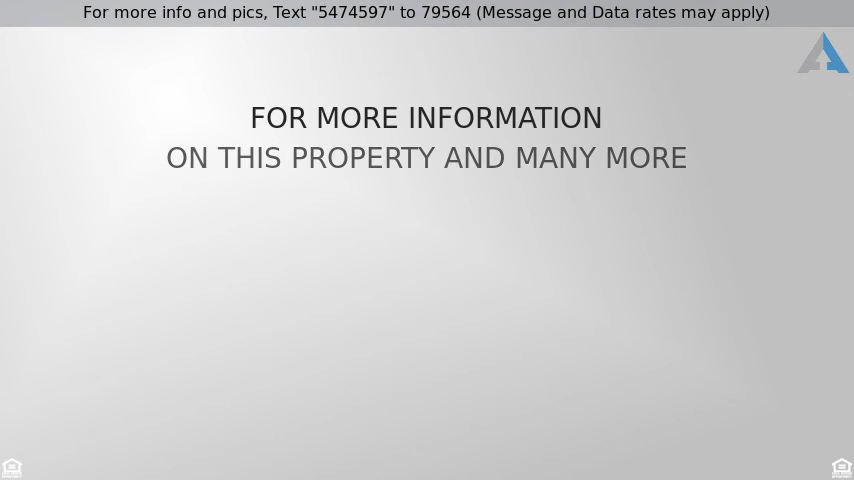 For more info and pics, Text "5474597" to 79564 (Message and Data rates may apply)
FOR MORE INFORMATION
ON THIS PROPERTY AND MANY MORE